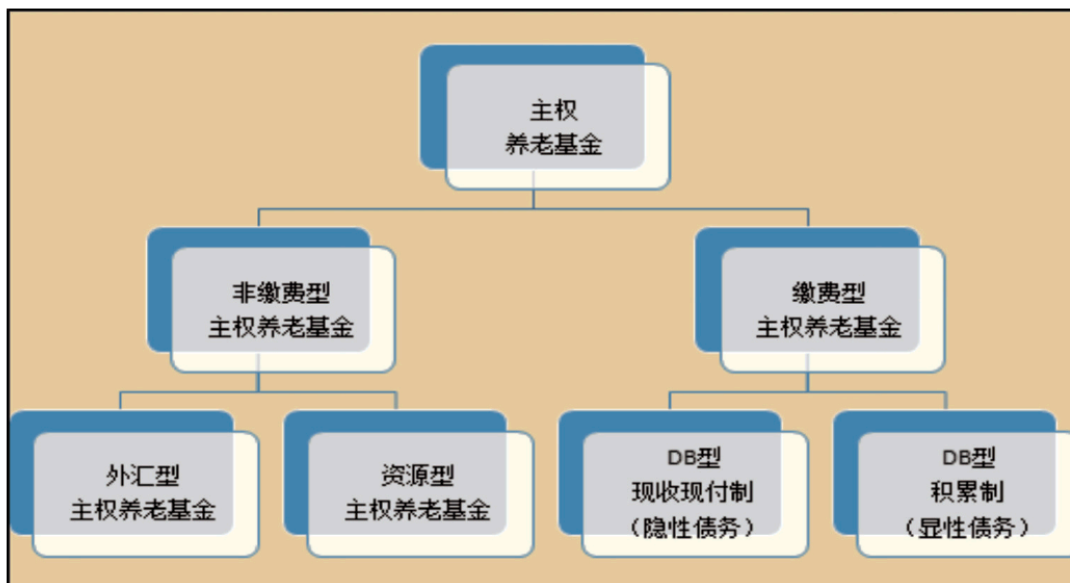 主权
养老基金
非缴费型
主权养老基金
缴费型
主权养老基金
外汇型
主权养老基金
资源型
主权养老基金
DB型
现收现付制
（隐性债务）
DB型
积累制
（显性债务）